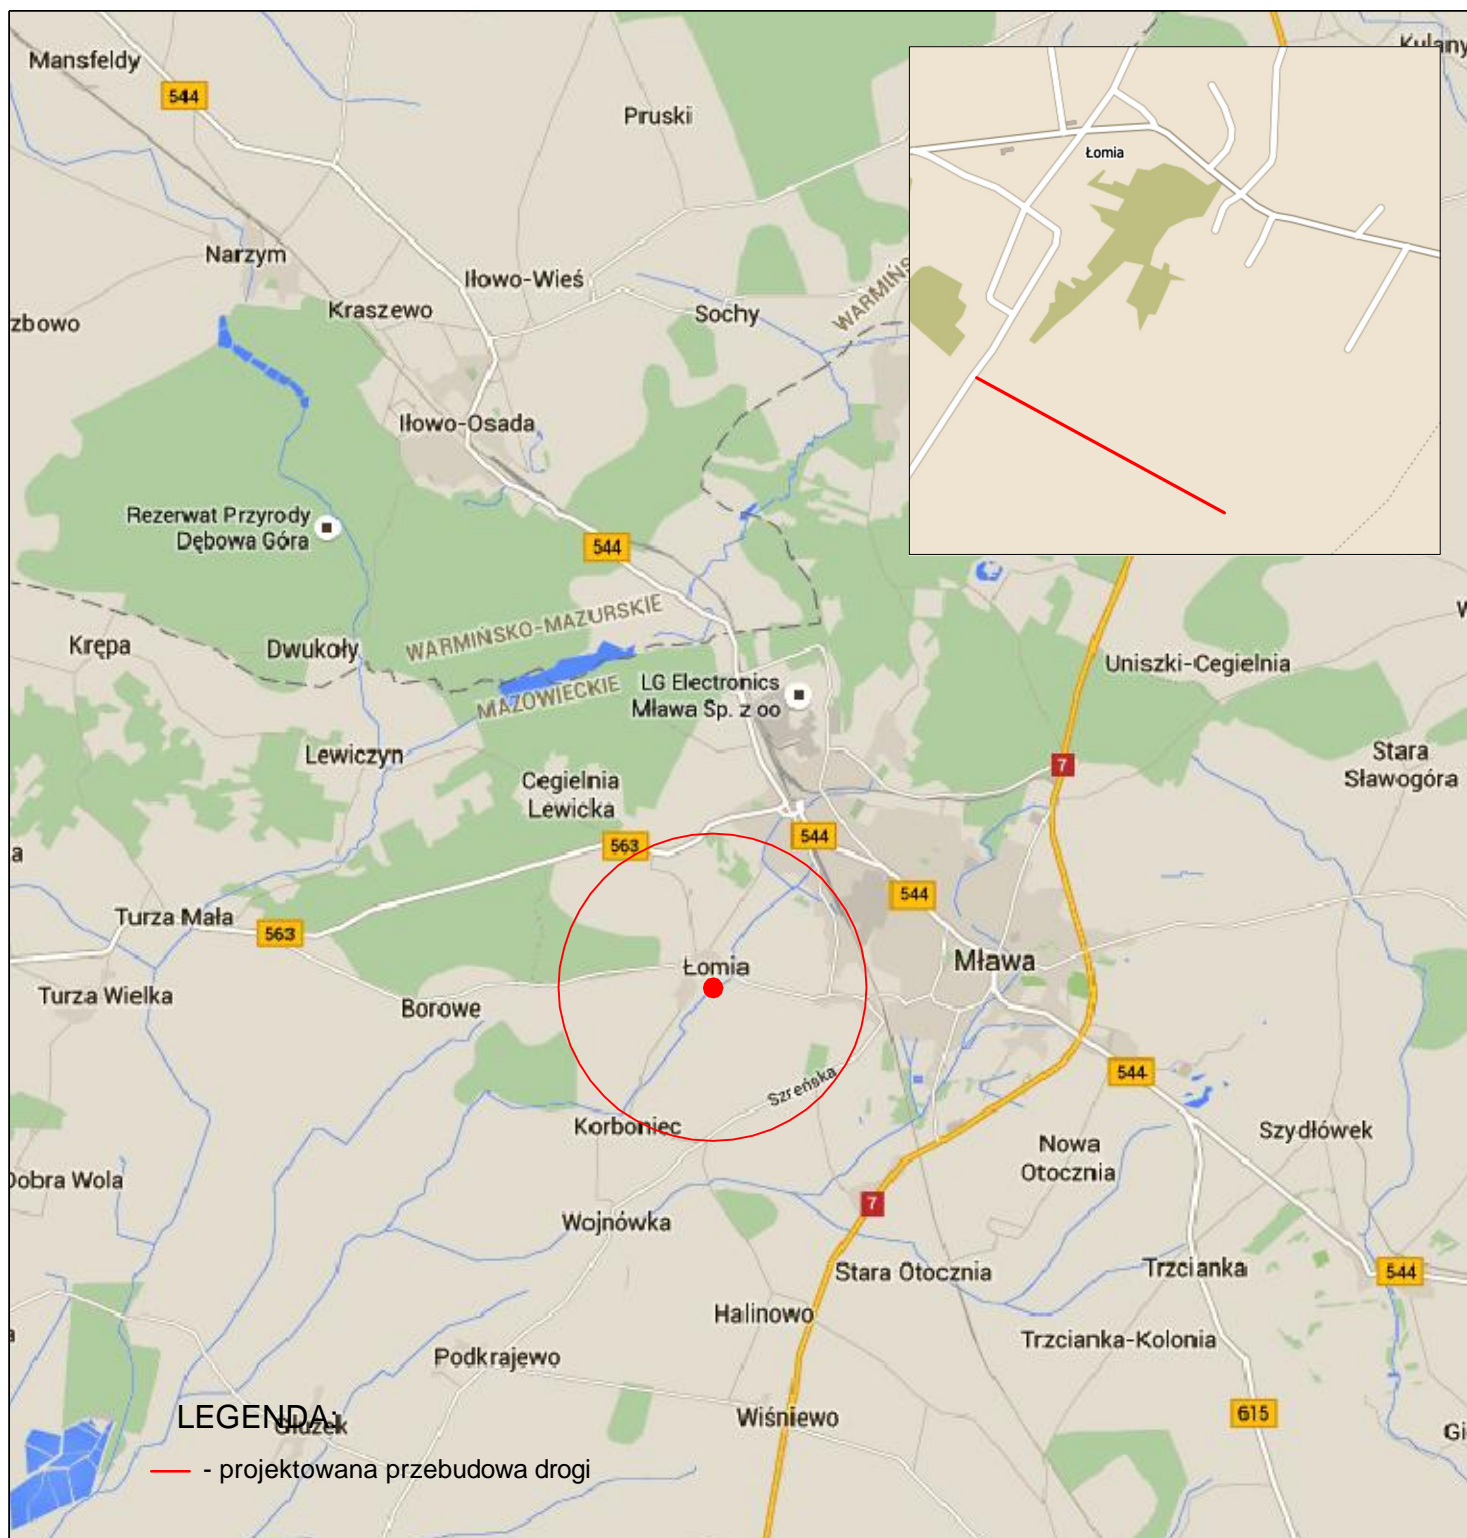 Mansfeldy
Kulany
544
Pruski
Łomia
Narzym
Iłowo-Wieś
WARMIŃS
Kraszewo
Sochy
zbowo
Iłowo-Osada
Rezerwat Przyrody
Dębowa Góra
544
WARMIŃSKO-MAZURSKIE
Krępa
Dwukoły
Uniszki-Cegielnia
MAZOWIECKIE
LG Electronics
Mława Sp. z oo
Lewiczyn
7
Stara
Sławogóra
Cegielnia
Lewicka
563
544
a
544
Turza Mała
563
Łomia
Mława
Turza Wielka
Borowe
544
Szreńska
Korboniec
Szydłówek
Nowa
Otocznia
Dobra Wola
7
Wojnówka
Stara Otocznia
Trzcianka
544
Halinowo
Trzcianka-Kolonia
Podkrajewo
LEGENDA:
Głużek
Wiśniewo
615
Gi
- projektowana przebudowa drogi